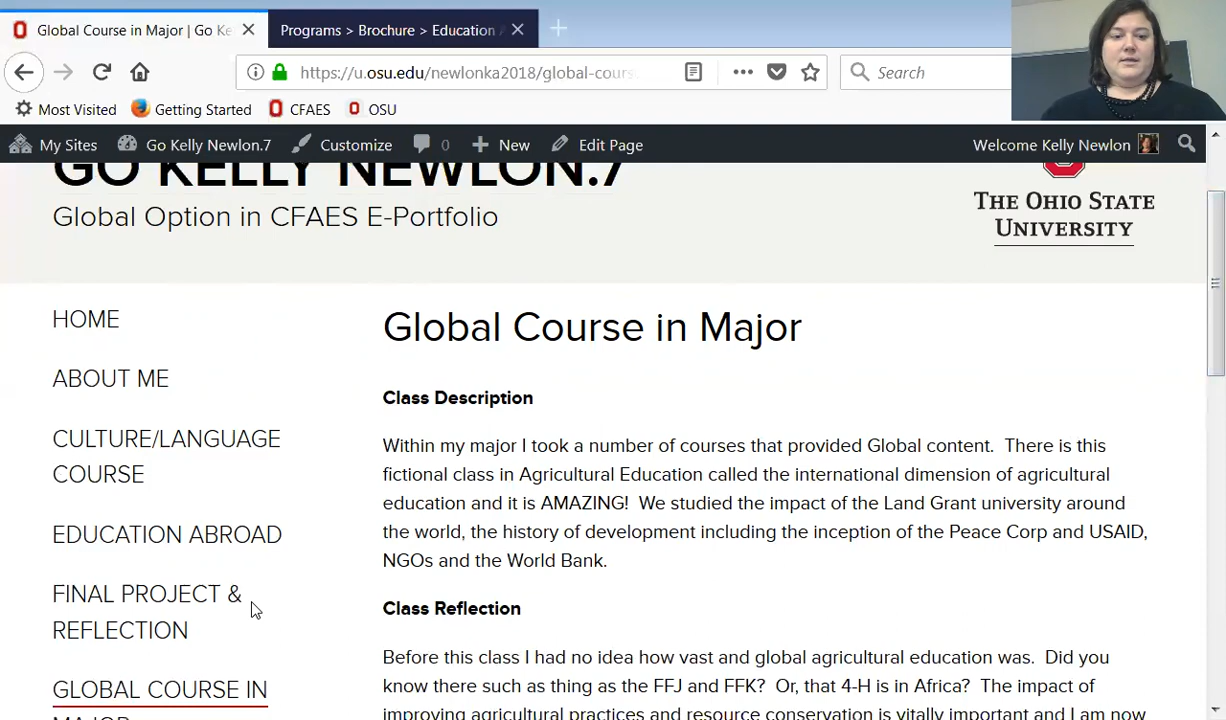 Global Course in Major | Go Ke
Programs > Brochure > Education A
https://u.osu.edu/newlonka2018/global-cours
Search
Most Visited
Getting Started
CFAES
OSU
My Sites
Go Kelly Newlon.7
Customize
0
New
Edit Page
Welcome Kelly Newlon
GO KELLY NEWLON.7
Global Option in CFAES E-Portfolio
THE OHIO STATE
UNIVERSITY
HOME
ABOUT ME
CULTURE/LANGUAGE
COURSE
EDUCATION ABROAD
FINAL PROJECT &
REFLECTION
GLOBAL COURSE IN
MAJOR
Global Course in Major
Class Description
Within my major I took a number of courses that provided Global content. There is this
fictional class in Agricultural Education called the international dimension of agricultural
education and it is AMAZING! We studied the impact of the Land Grant university around
the world, the history of development including the inception of the Peace Corp and USAID,
NGOs and the World Bank.
Class Reflection
Before this class I had no idea how vast and global agricultural education was. Did you
know there such as thing as the FFJ and FFK? Or, that 4-H is in Africa? The impact of
improving agricultural practices and resource conservation is vitally important and I am now